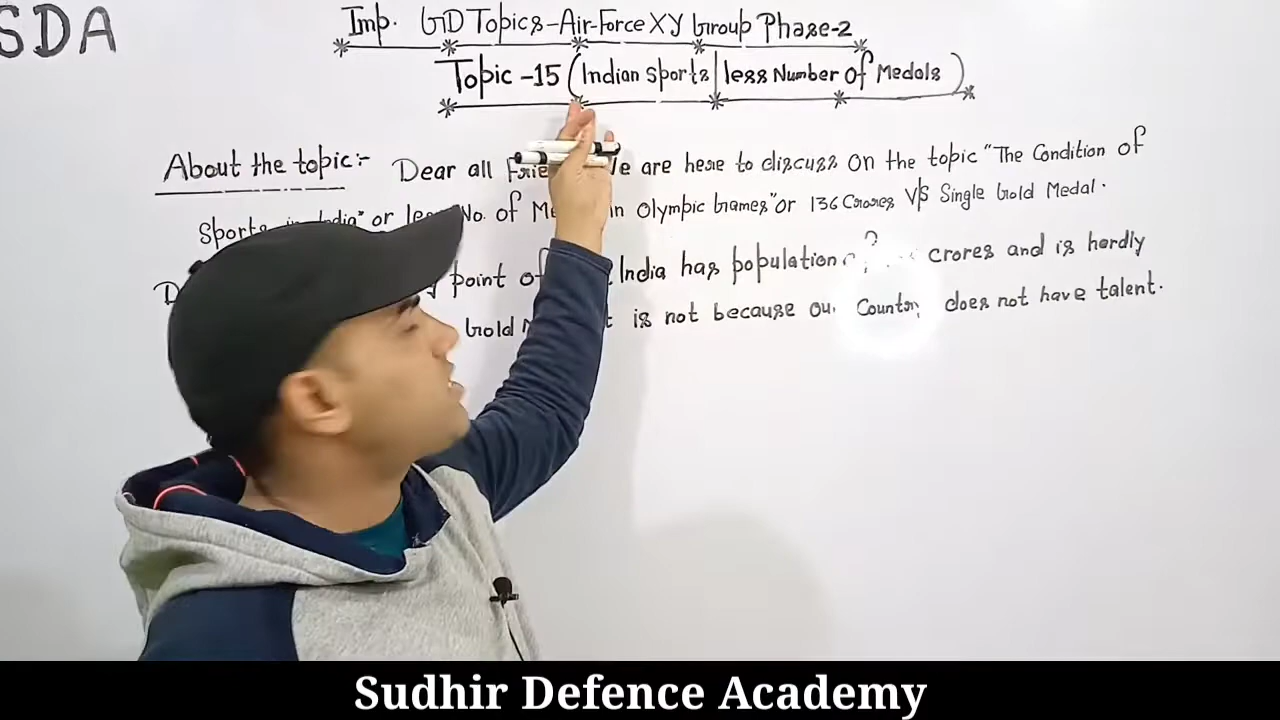 SDA
Imp. GD Topics-Air-Force XY Group Phase-2
Topic-15 (Indian Sports | less Number of Medals)
About the topic:- Dear all are here to discuss on the topic "The Condition of
Sports in India" or No. of in Olympic Games" or 136 Crores V/S Single Gold Medal.
point of India has population crores and is hardly
Gold is not because does not have talent.
Sudhir Defence Academy